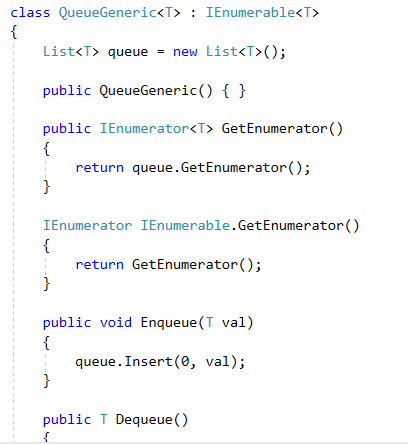 class QueueGeneric<T> : IEnumerable<T>
{
    List<T> queue = new List<T>();
    public QueueGeneric() { }
    public IEnumerator<T> GetEnumerator()
    {
        return queue.GetEnumerator();
    }
    IEnumerator IEnumerable.GetEnumerator()
    {
        return GetEnumerator();
    }
    public void Enqueue(T val)
    {
        queue.Insert(0, val);
    }
    public T Dequeue()
    {